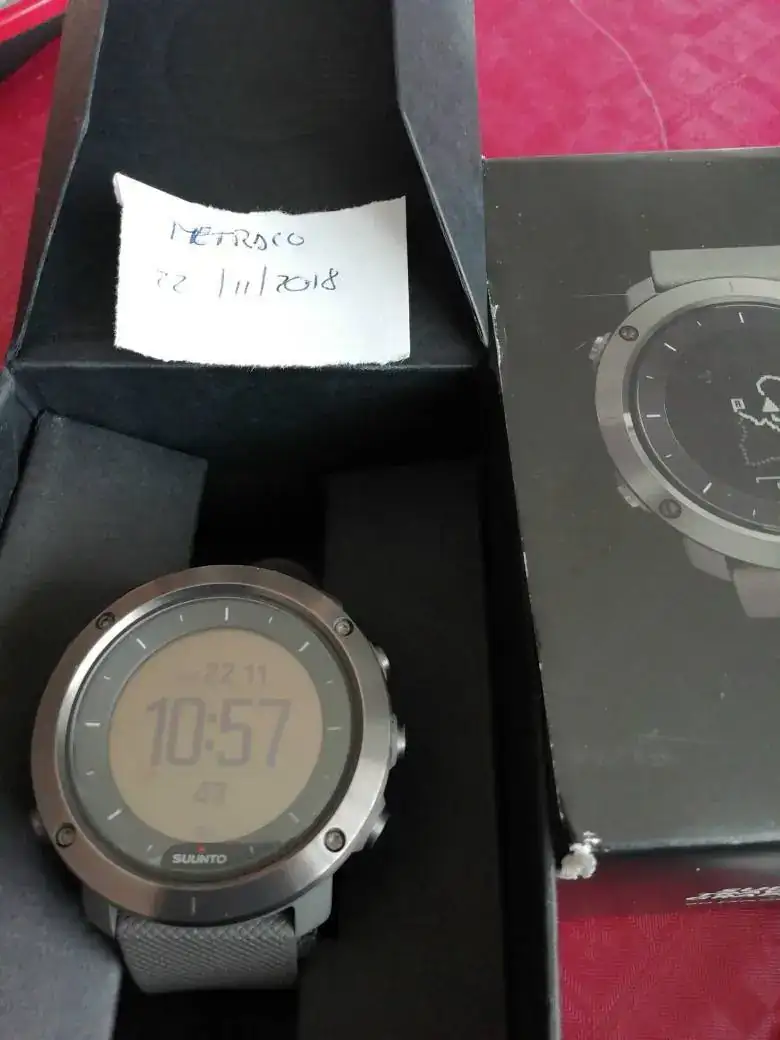 METRACO
22/11/2018
22 11
10:57
SUUNTO